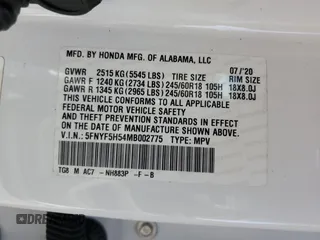 MFD. BY HONDA MFG. OF ALABAMA, LLC
07/'20
GVWR 2515 KG (5545 LBS) TIRE SIZE RIM SIZE
GAWR F 1240 KG (2734 LBS) 245/60R18 105H 18X8.0J
GAWR R 1345 KG (2965 LBS) 245/60R18 105H 18X8.0J
THIS VEHICLE CONFORMS TO ALL APPLICABLE
FEDERAL MOTOR VEHICLE SAFETY, BUMPER,
AND THEFT PREVENTION STANDARDS IN EFFECT
ON THE DATE OF MANUFACTURE SHOWN ABOVE.
V.I.N.: 5FNYF5H54MB002775 TYPE: MPV
TG8 M AC7 -NH883P -F-B